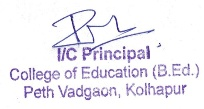 I/C Principal
College of Education (B.Ed.)
Peth Vadgaon, Kolhapur